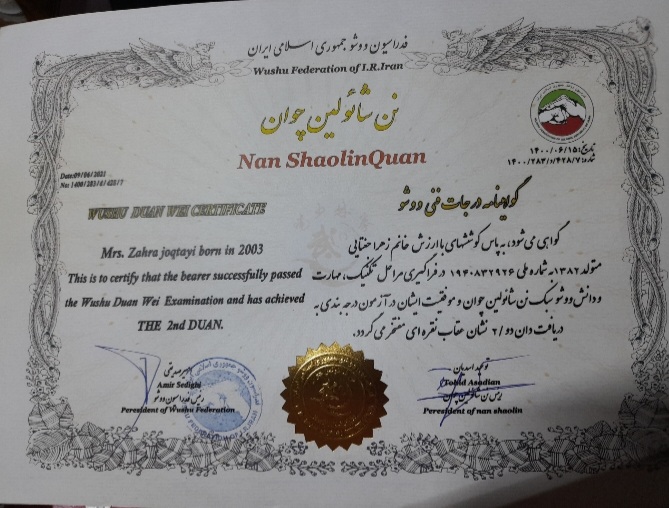 فدراسیون ووشو جمهوری اسلامی ایران
Wushu Federation of I.R.Iran
نن شائولین چوان
Nan ShaolinQuan
تاریخ: ۱۴۰۰/۰۶/۱۵
شماره: ۱۴۰۰/۲۸۳/د/۴۲۸/۷
Date:09/06/2021
گواهینامه درجات فنی ووشو
WUSHU DUAN WEI CERTIFICATE
گواهی می شود، به پاس کوششهای با ارزش خانم زهرا جغتایی
متولد ۱۳۸۲ به شماره ملی ۱۹۴۰۸۳۲۹۲۶ در فراگیری مراحل تکنیک، مهارت
و دانش ووشو سبک نن شائولین چوان و موفقیت ایشان در آزمون درجه بندی به
دریافت دان دو /۲ نشان عقاب نقره ای مفتخر می گردد.
Mrs. Zahra joqtayi born in 2003
This is to certify that the bearer successfully passed
the Wushu Duan Wei Examination and has achieved
THE 2nd DUAN.
امیر صدیقی
Amir Sedighi
رئیس فدراسیون ووشو
Peresident of Wushu Federation
توحید اسدیان
Tohid Asadian
رئیس نن شائولین چوان
Peresident of nan shaolin